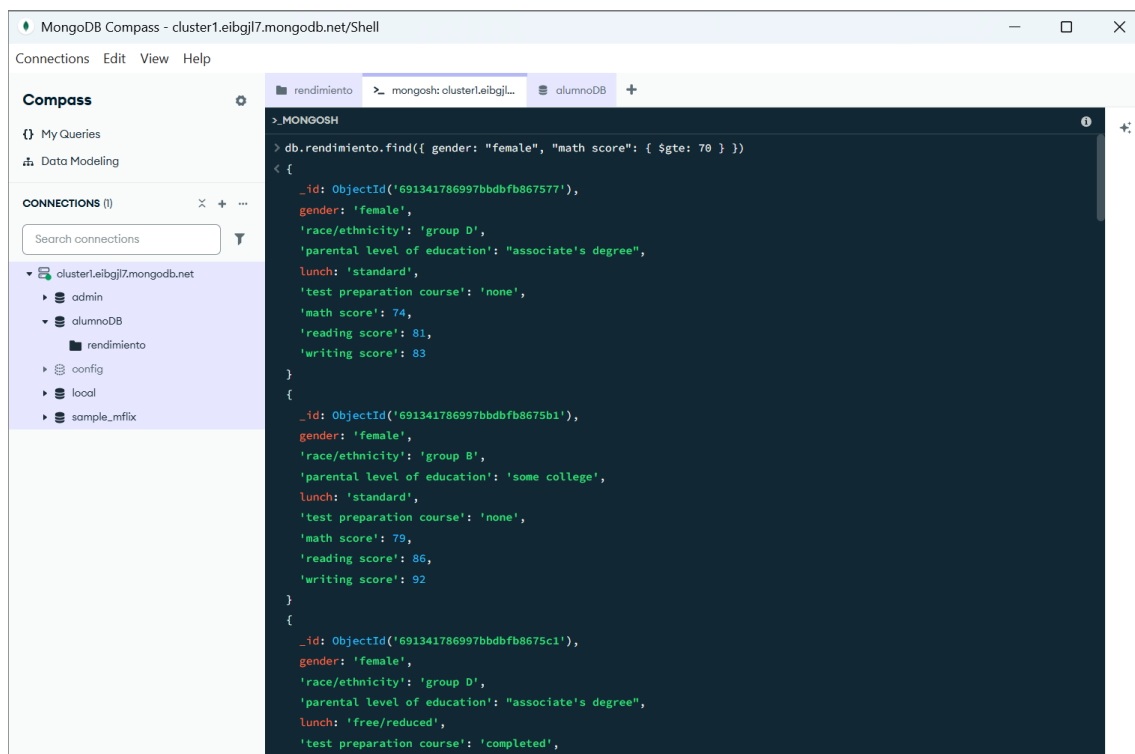 MongoDB Compass - cluster1.eibgjl7.mongodb.net/Shell
Connections Edit View Help
Compass
{} My Queries
Data Modeling
CONNECTIONS (1)
Search connections
cluster1.eibgjl7.mongodb.net
admin
alumnoDB
rendimiento
config
local
sample_mflix
rendimiento
>_ mongosh: cluster1.eibgjl...
alumnoDB
>_MONGOSH
> db.rendimiento.find({ gender: "female", "math score": { $gte: 70 } })
< {
_id: ObjectId('691341786997bbdbfb867577'),
gender: 'female',
'race/ethnicity': 'group D',
'parental level of education': "associate's degree",
lunch: 'standard',
'test preparation course': 'none',
'math score': 74,
'reading score': 81,
'writing score': 83
}
{
_id: ObjectId('691341786997bbdbfb8675b1'),
gender: 'female',
'race/ethnicity': 'group B',
'parental level of education': 'some college',
lunch: 'standard',
'test preparation course': 'none',
'math score': 79,
'reading score': 86,
'writing score': 92
}
{
_id: ObjectId('691341786997bbdbfb8675c1'),
gender: 'female',
'race/ethnicity': 'group D',
'parental level of education': "associate's degree",
lunch: 'free/reduced',
'test preparation course': 'completed',